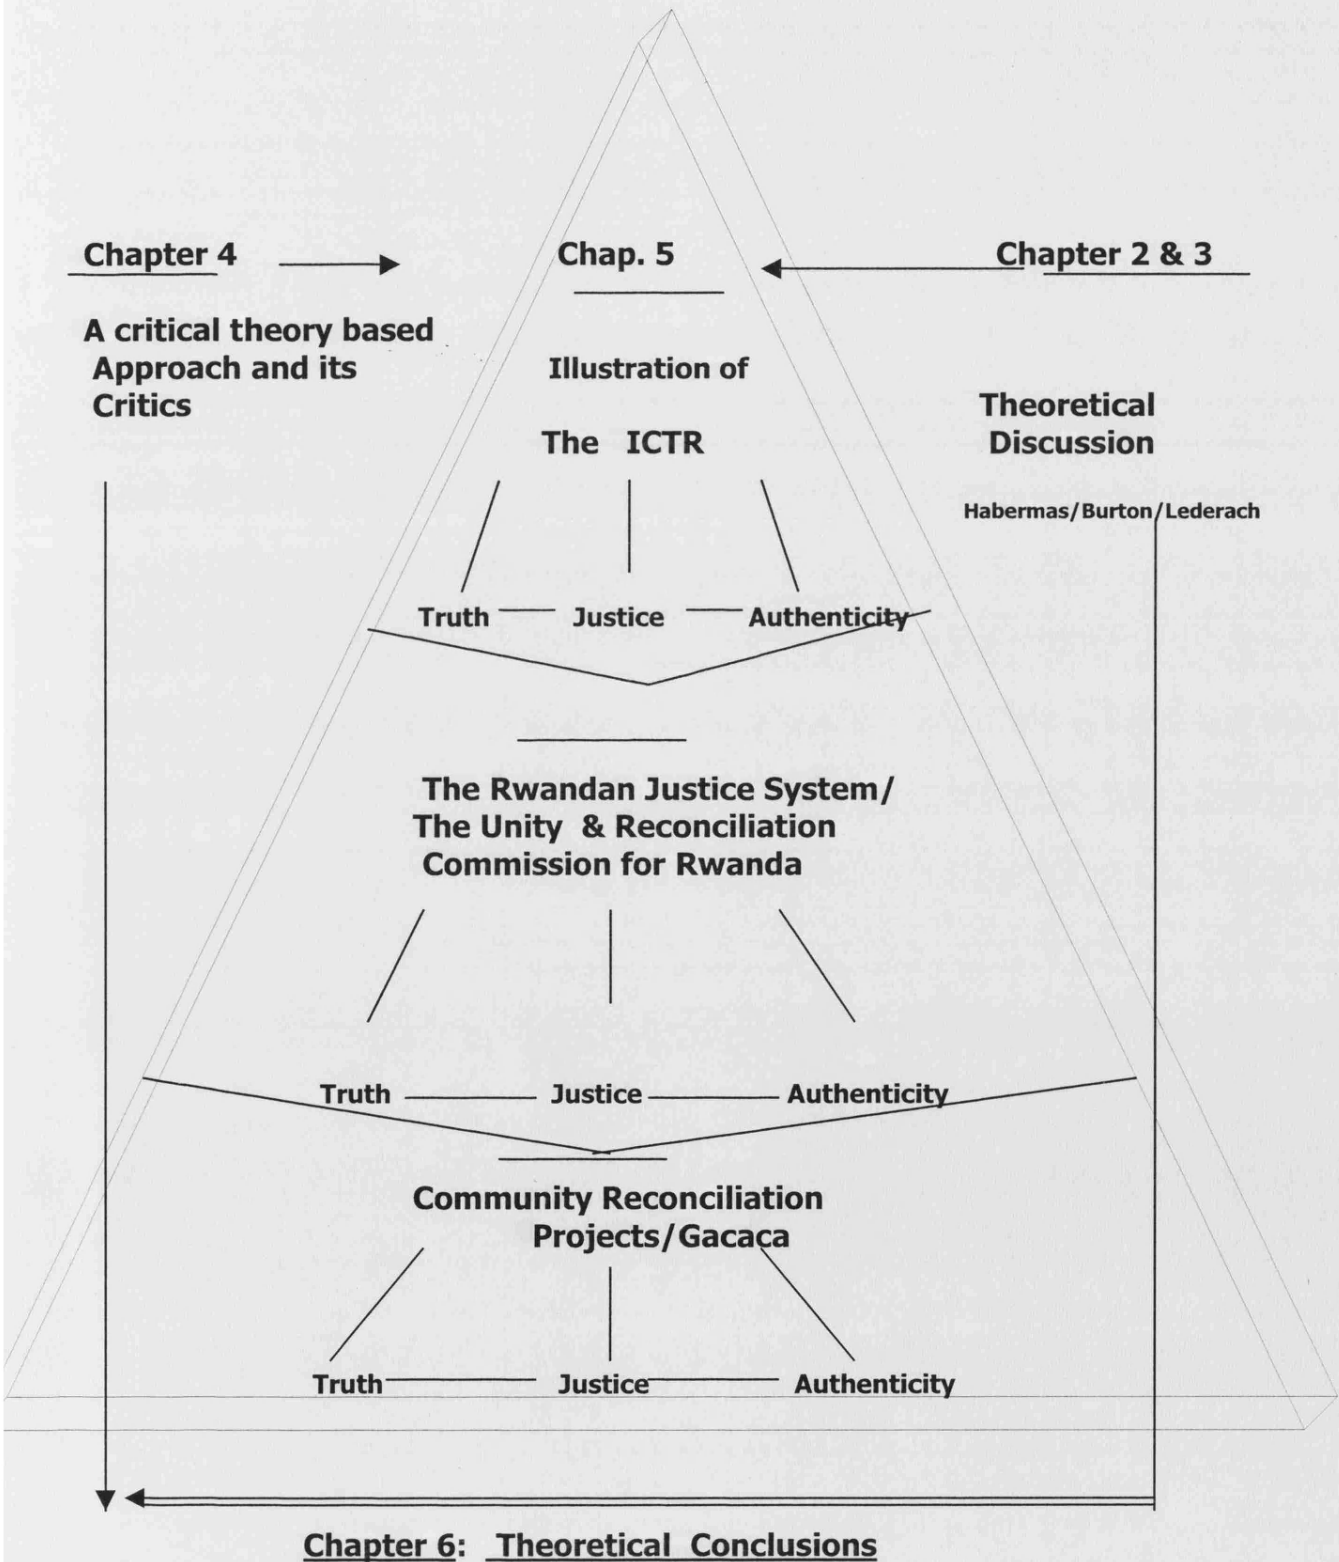 Chapter 4
Chap. 5
Chapter 2 & 3
A critical theory based
Approach and its
Critics
Illustration of
The ICTR
Theoretical
Discussion
Habermas/Burton/Lederach
Truth Justice Authenticity
The Rwandan Justice System/
The Unity & Reconciliation
Commission for Rwanda
Truth Justice Authenticity
Community Reconciliation
Projects/Gacaca
Truth Justice Authenticity
Chapter 6: Theoretical Conclusions